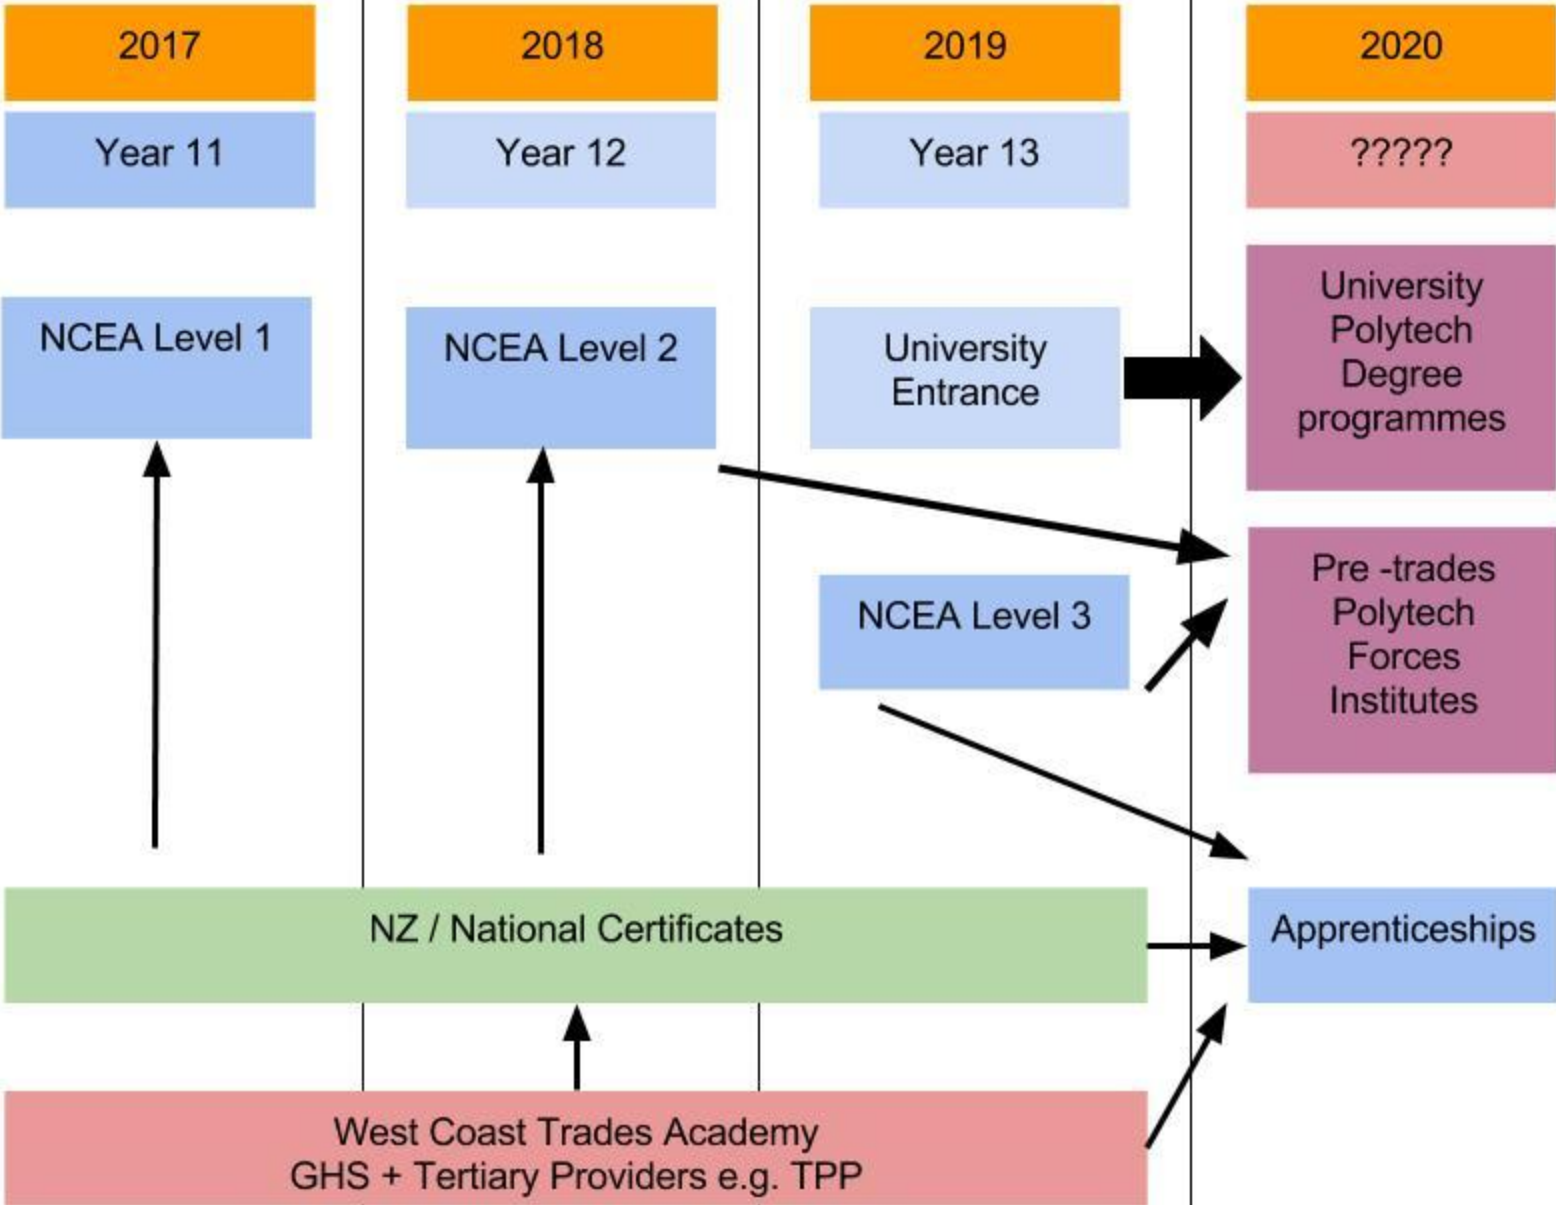 2017
2018
2019
2020
Year 11
Year 12
Year 13
?????
NCEA Level 1
NCEA Level 2
University
Entrance
University
Polytech
Degree
programmes
NCEA Level 3
Pre -trades
Polytech
Forces
Institutes
NZ / National Certificates
Apprenticeships
West Coast Trades Academy
GHS + Tertiary Providers e.g. TPP